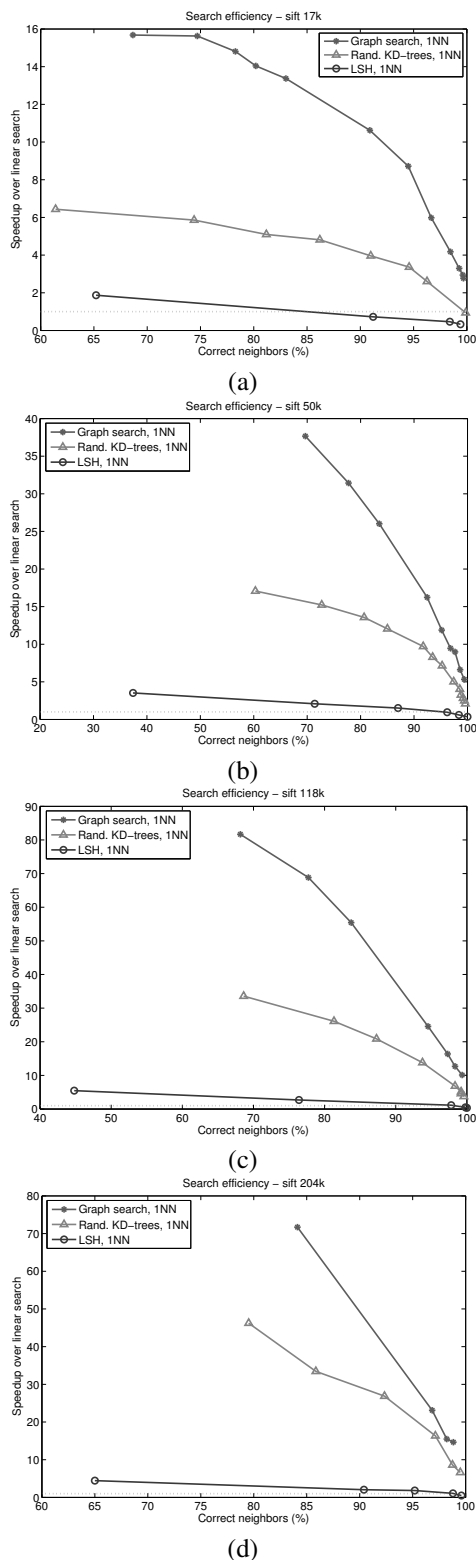 Search efficiency – sift 17k
Graph search, 1NN
Rand. KD–trees, 1NN
LSH, 1NN
Speedup over linear search
16
14
12
10
8
6
4
2
0
60 65 70 75 80 85 90 95 100
Correct neighbors (%)
(a)
Search efficiency – sift 50k
Graph search, 1NN
Rand. KD–trees, 1NN
LSH, 1NN
Speedup over linear search
40
35
30
25
20
15
10
5
0
20 30 40 50 60 70 80 90 100
Correct neighbors (%)
(b)
Search efficiency – sift 118k
Graph search, 1NN
Rand. KD–trees, 1NN
LSH, 1NN
Speedup over linear search
90
80
70
60
50
40
30
20
10
0
40 50 60 70 80 90 100
Correct neighbors (%)
(c)
Search efficiency – sift 204k
Graph search, 1NN
Rand. KD–trees, 1NN
LSH, 1NN
Speedup over linear search
80
70
60
50
40
30
20
10
0
60 65 70 75 80 85 90 95 100
Correct neighbors (%)
(d)